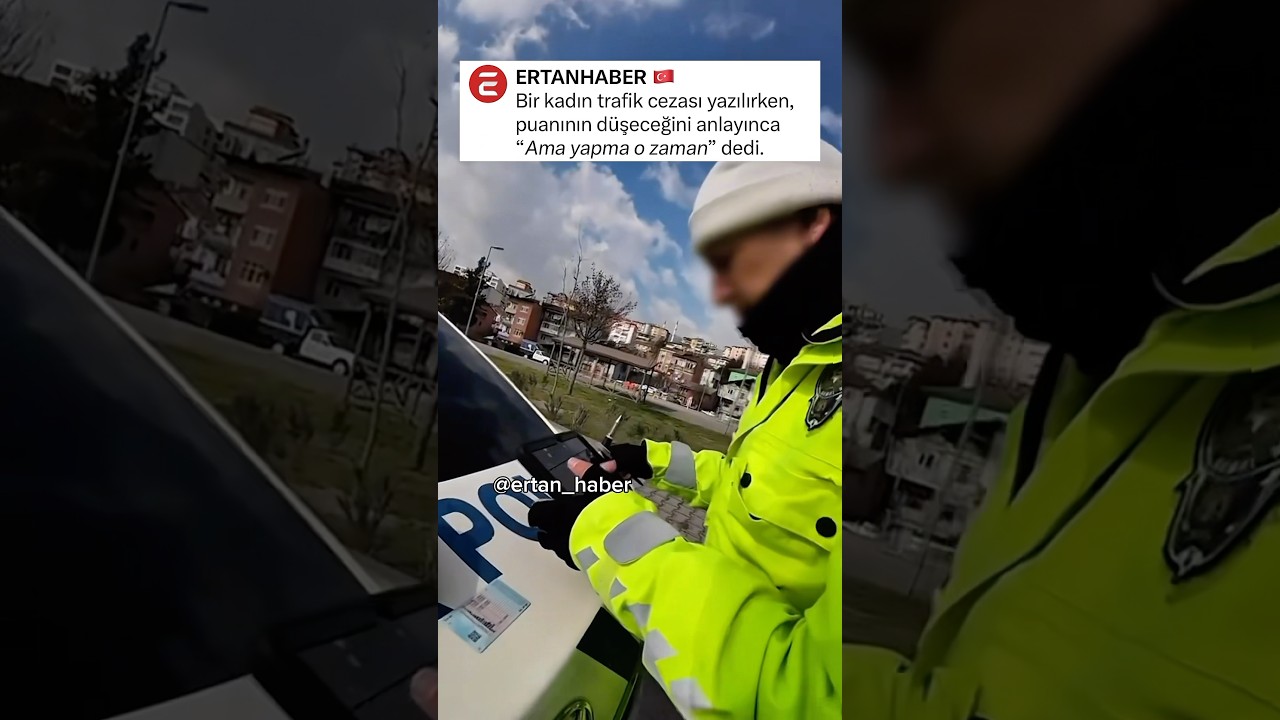 ERTANHABER 🇹🇷
Bir kadın trafik cezası yazılırken,
puanının düşeceğini anlayınca
“Ama yapma o zaman” dedi.
@ertan_haber
PO